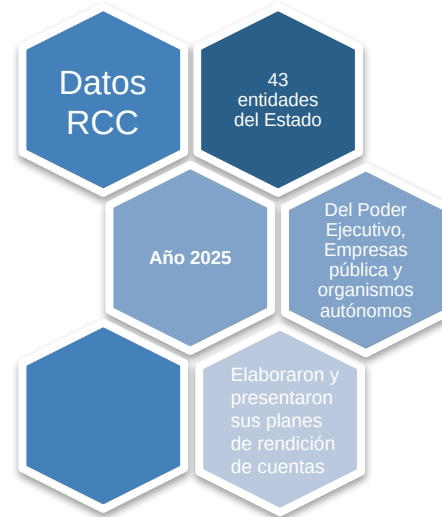 Datos
RCC
43
entidades
del Estado
Año 2025
Del Poder
Ejecutivo,
Empresas
pública y
organismos
autónomos
Elaboraron y
presentaron
sus planes
de rendición
de cuentas